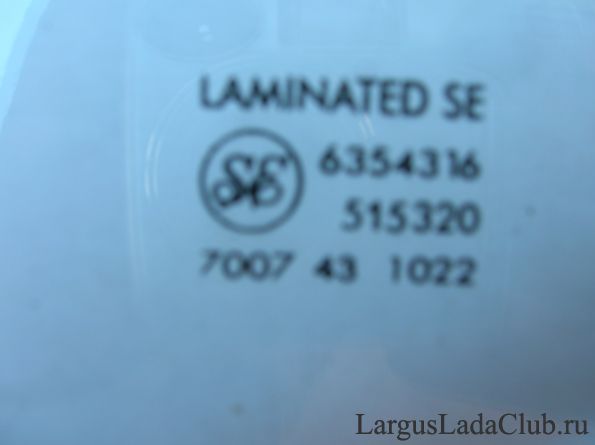 LAMINATED SE
SE 6354316
515320
7007 43 1022
LargusLadaClub.ru